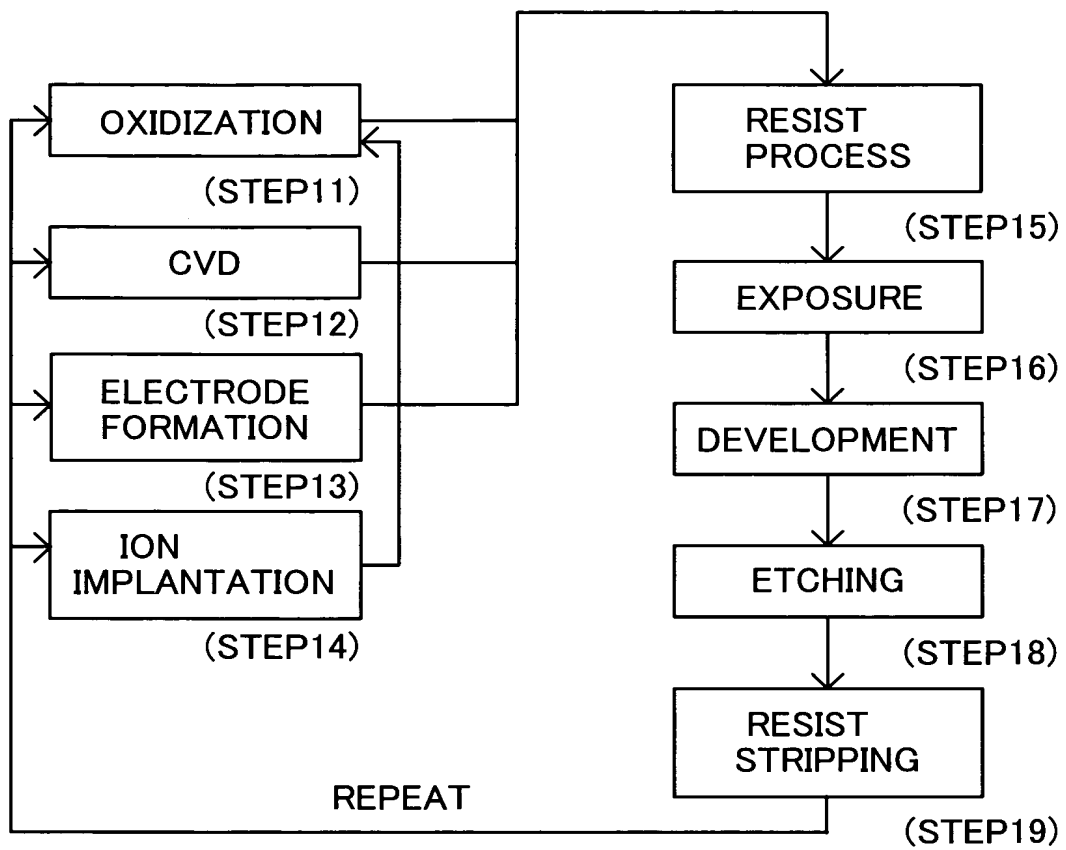 OXIDIZATION
(STEP11)
CVD
(STEP12)
ELECTRODE
FORMATION
(STEP13)
ION
IMPLANTATION
(STEP14)
RESIST
PROCESS
(STEP15)
EXPOSURE
(STEP16)
DEVELOPMENT
(STEP17)
ETCHING
(STEP18)
RESIST
STRIPPING
(STEP19)
REPEAT